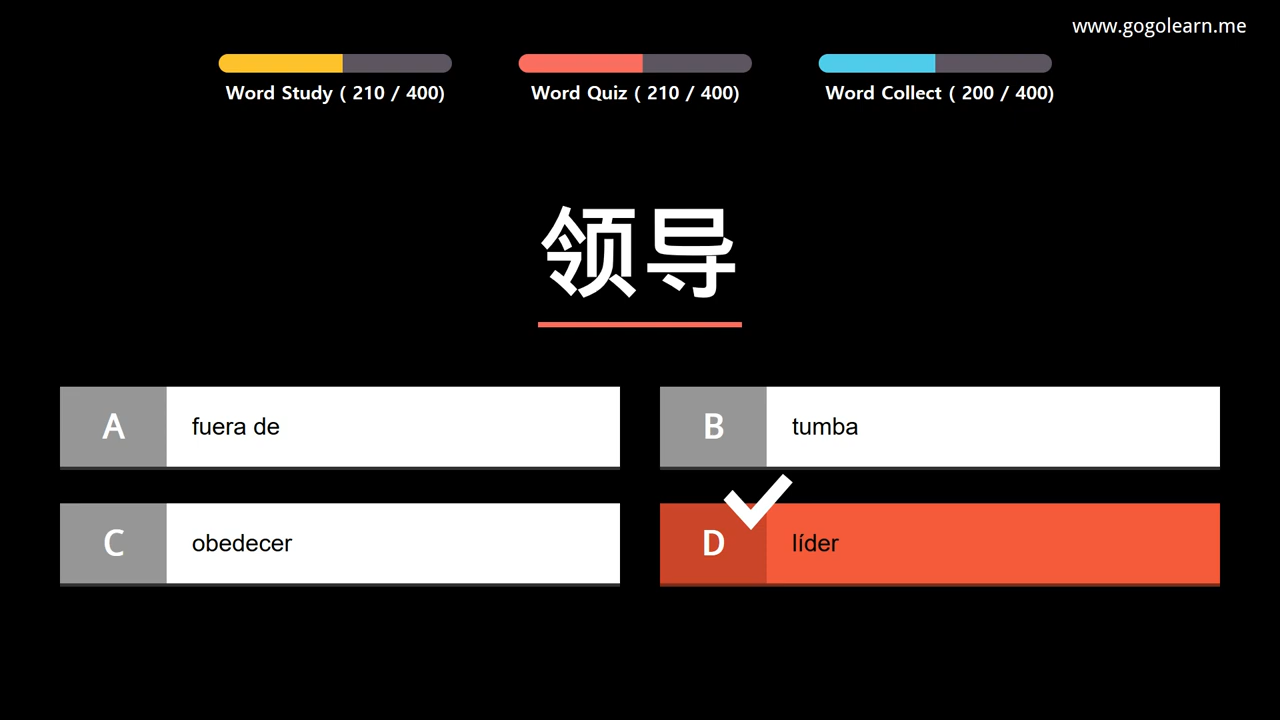 www.gogolearn.me
Word Study ( 210 / 400)
Word Quiz ( 210 / 400)
Word Collect ( 200 / 400)
领导
A fuera de
B tumba
C obedecer
D líder